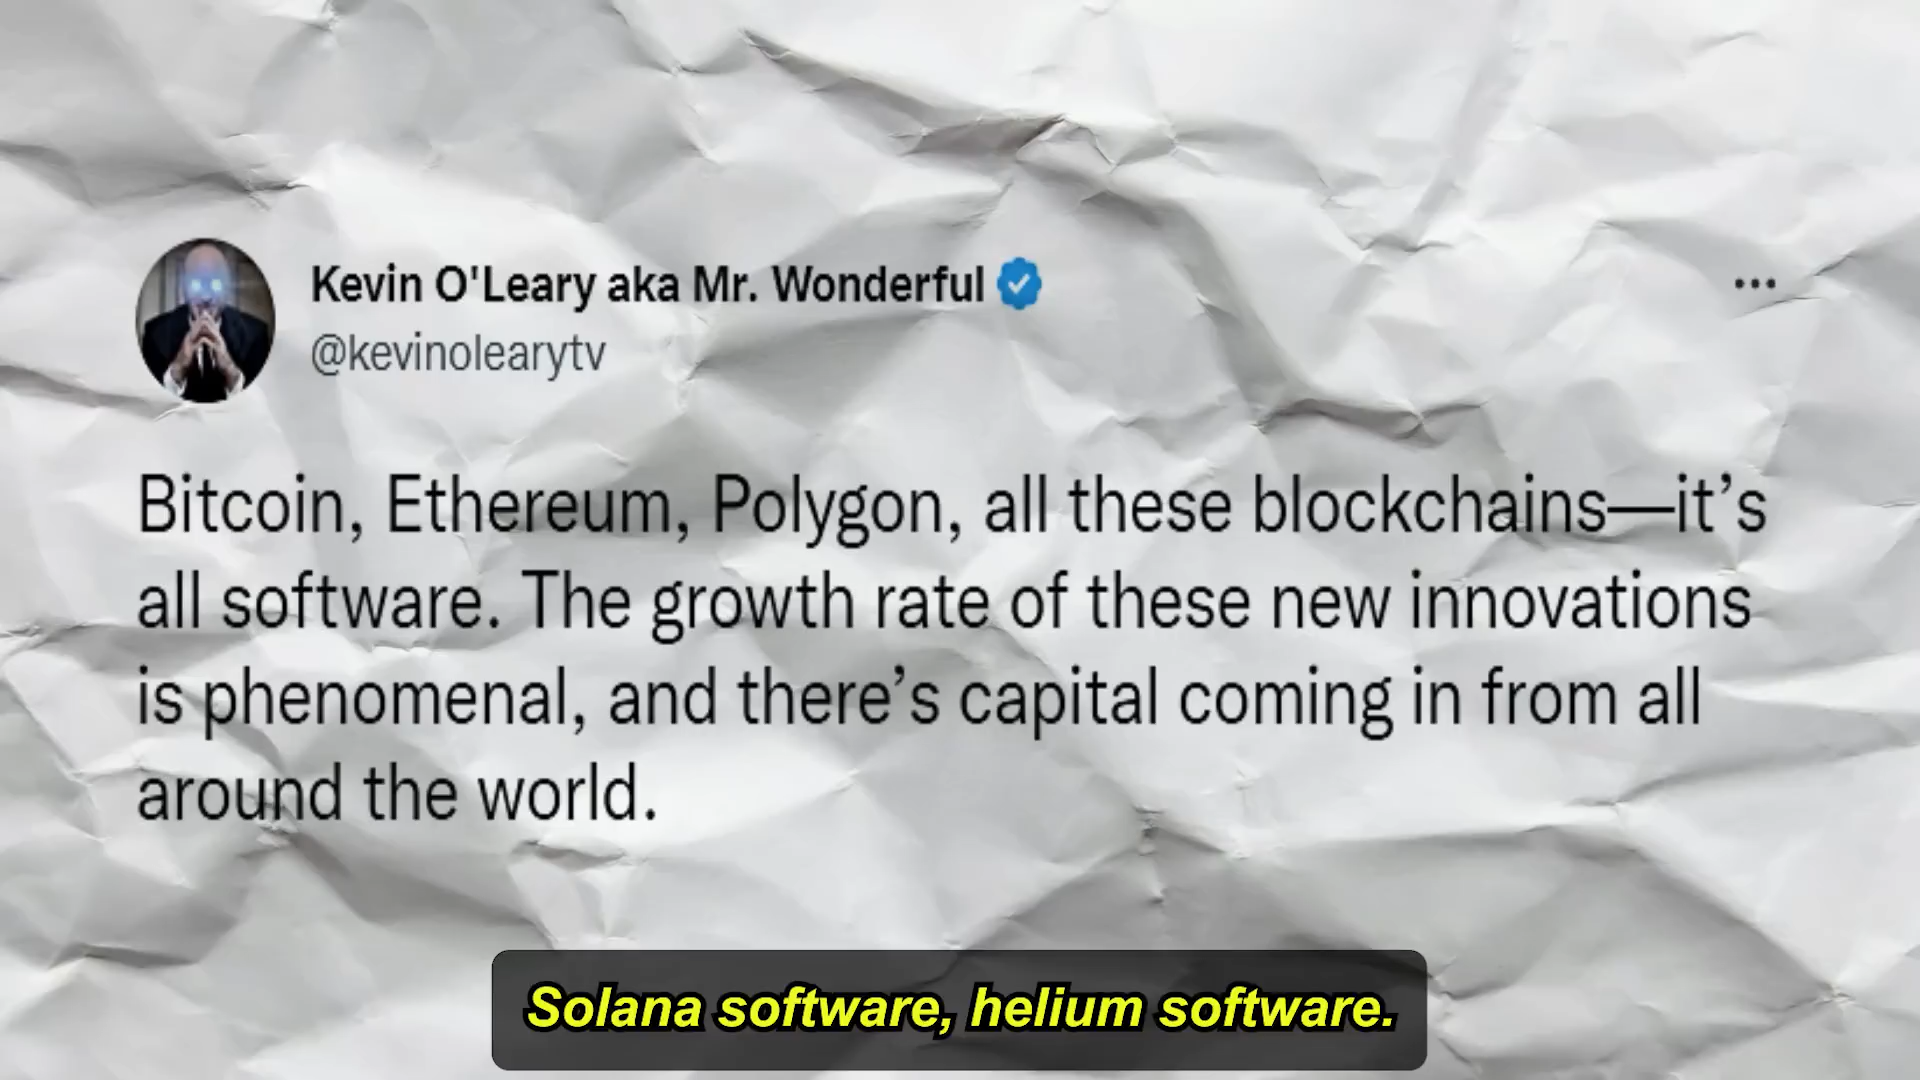 Kevin O'Leary aka Mr. Wonderful
@kevinolearytv
Bitcoin, Ethereum, Polygon, all these blockchains—it’s
all software. The growth rate of these new innovations
is phenomenal, and there’s capital coming in from all
around the world.
Solana software, helium software.